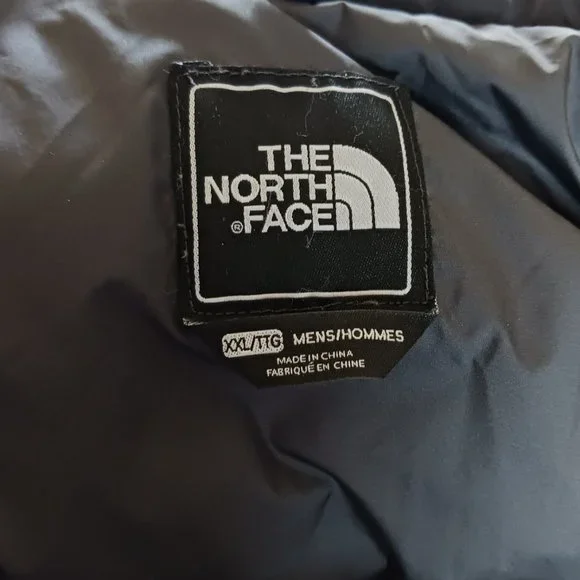 THE
NORTH
®FACE
XXL/TTG MENS/HOMMES
MADE IN CHINA
FABRIQUÉ EN CHINE